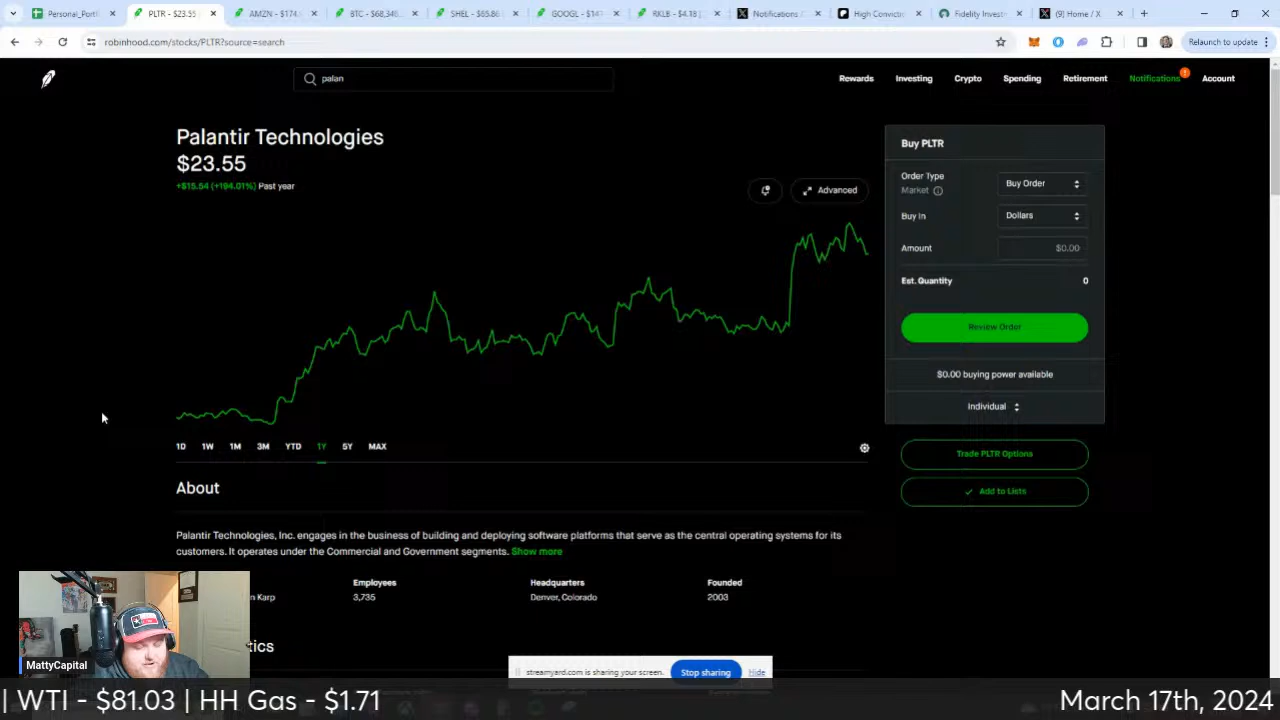 Personal_Portf
PLTR - $23.55
AMZN - $174.
BTC - $68,346.
SHEL - $65.86
GOOGL - $14
RKLB - $4.18
Notifications
High Convictio
Fidelity Investm
(9) Home / X
robinhood.com/stocks/PLTR?source=search
Relaunch to update
palan
Rewards
Investing
Crypto
Spending
Retirement
Notifications
Account
Palantir Technologies
$23.55
+$15.54 (+194.01%) Past year
Advanced
Buy PLTR
Order Type
Market
Buy Order
Buy In
Dollars
Amount
$0.00
Est. Quantity
0
Review Order
$0.00 buying power available
Individual
1D 1W 1M 3M YTD 1Y 5Y MAX
Trade PLTR Options
Add to Lists
About
Palantir Technologies, Inc. engages in the business of building and deploying software platforms that serve as the central operating systems for its
customers. It operates under the Commercial and Government segments. Show more
Employees
Headquarters
Founded
n Karp
3,735
Denver, Colorado
2003
tics
MattyCapital
streamyard.com is sharing your screen.
Stop sharing
Hide
| WTI - $81.03 | HH Gas - $1.71
March 17th, 2024